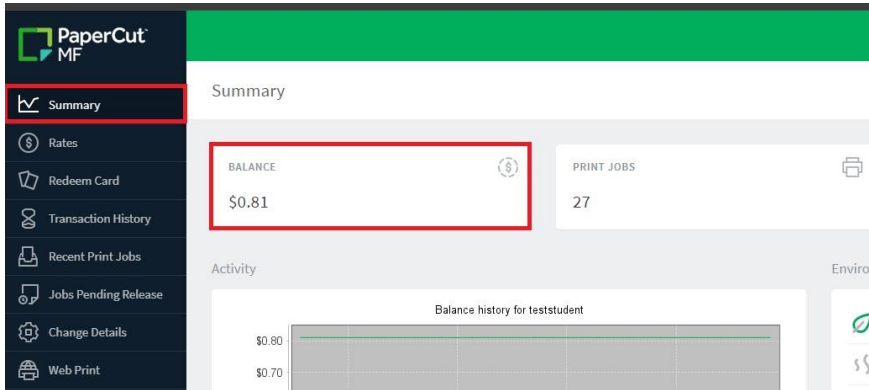 PaperCut
MF
Summary
Rates
Redeem Card
Transaction History
Recent Print Jobs
Jobs Pending Release
Change Details
Web Print
Summary
BALANCE
$0.81
PRINT JOBS
27
Activity
Enviro
Balance history for teststudent
$0.80
$0.70